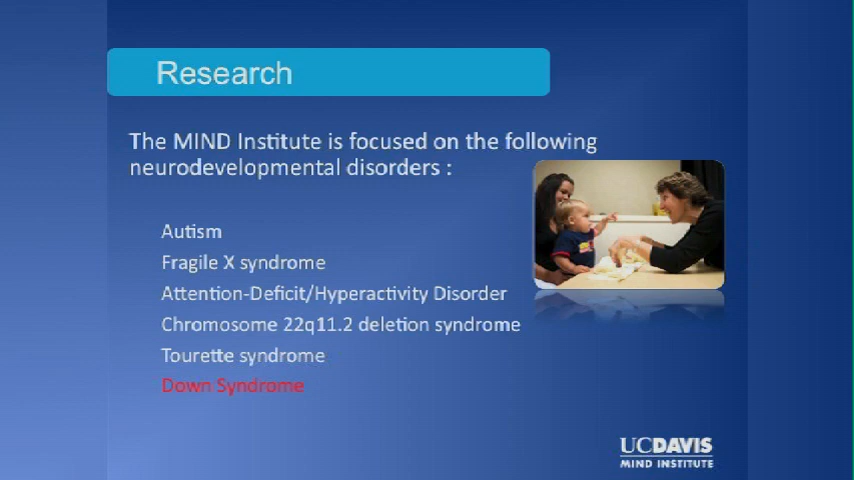 Research
The MIND Institute is focused on the following
neurodevelopmental disorders :
Autism
Fragile X syndrome
Attention-Deficit/Hyperactivity Disorder
Chromosome 22q11.2 deletion syndrome
Tourette syndrome
Down Syndrome
UCDAVIS
MIND INSTITUTE